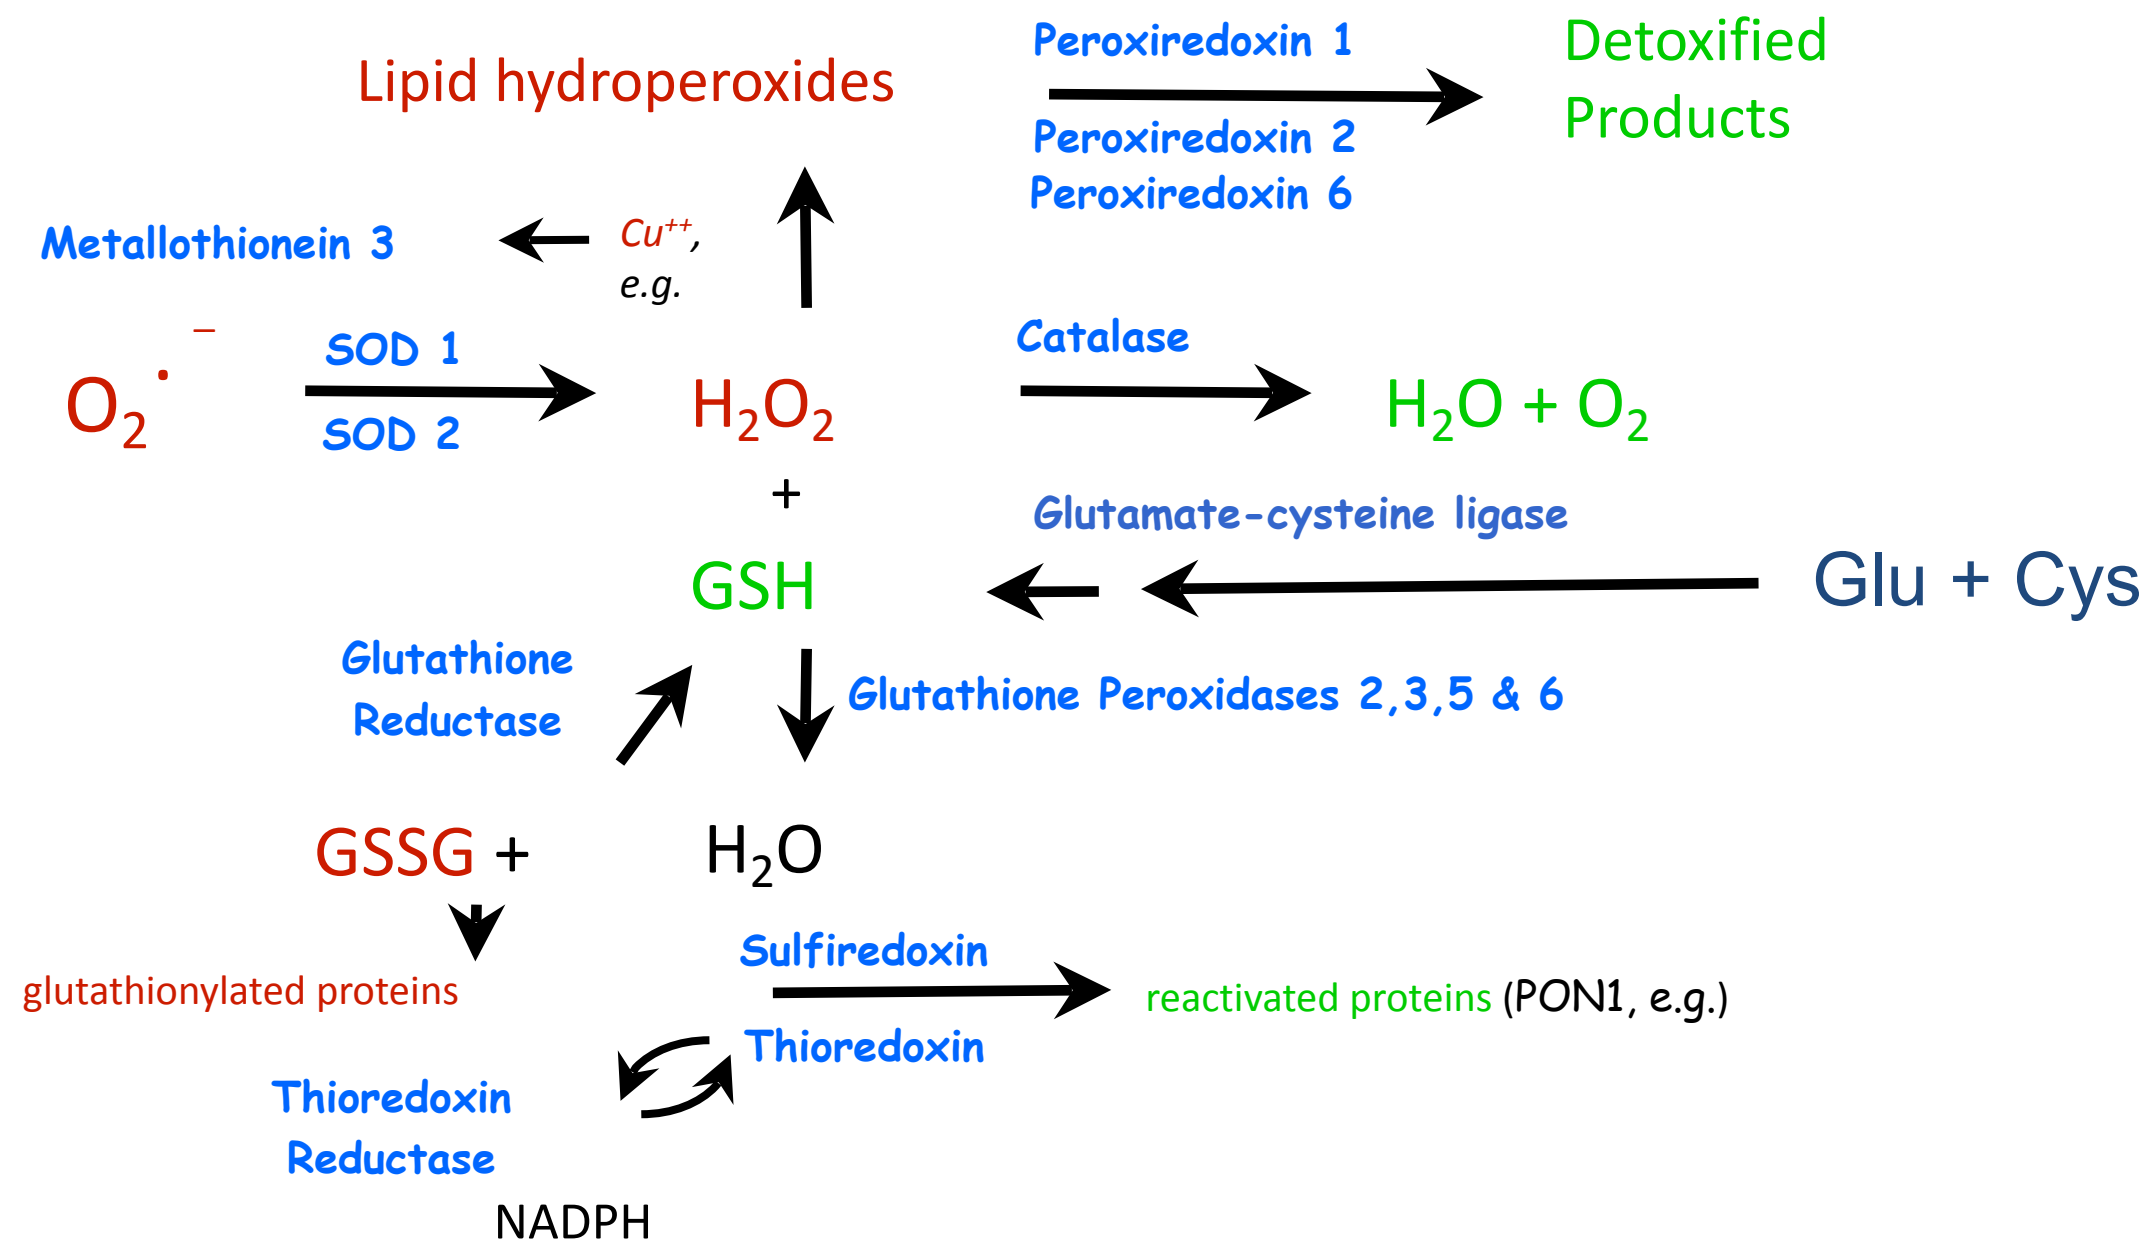 Peroxiredoxin 1
Detoxified
Lipid hydroperoxides
Products
Peroxiredoxin 2
Peroxiredoxin 6
Metallothionein 3
Cu⁺⁺,
e.g.
SOD 1
Catalase
O₂·⁻
H₂O₂
H₂O + O₂
SOD 2
+
Glutamate-cysteine ligase
GSH
Glu + Cys
Glutathione
Reductase
Glutathione Peroxidases 2,3,5 & 6
GSSG +
H₂O
Sulfiredoxin
glutathionylated proteins
reactivated proteins (PON1, e.g.)
Thioredoxin
Thioredoxin
Reductase
NADPH